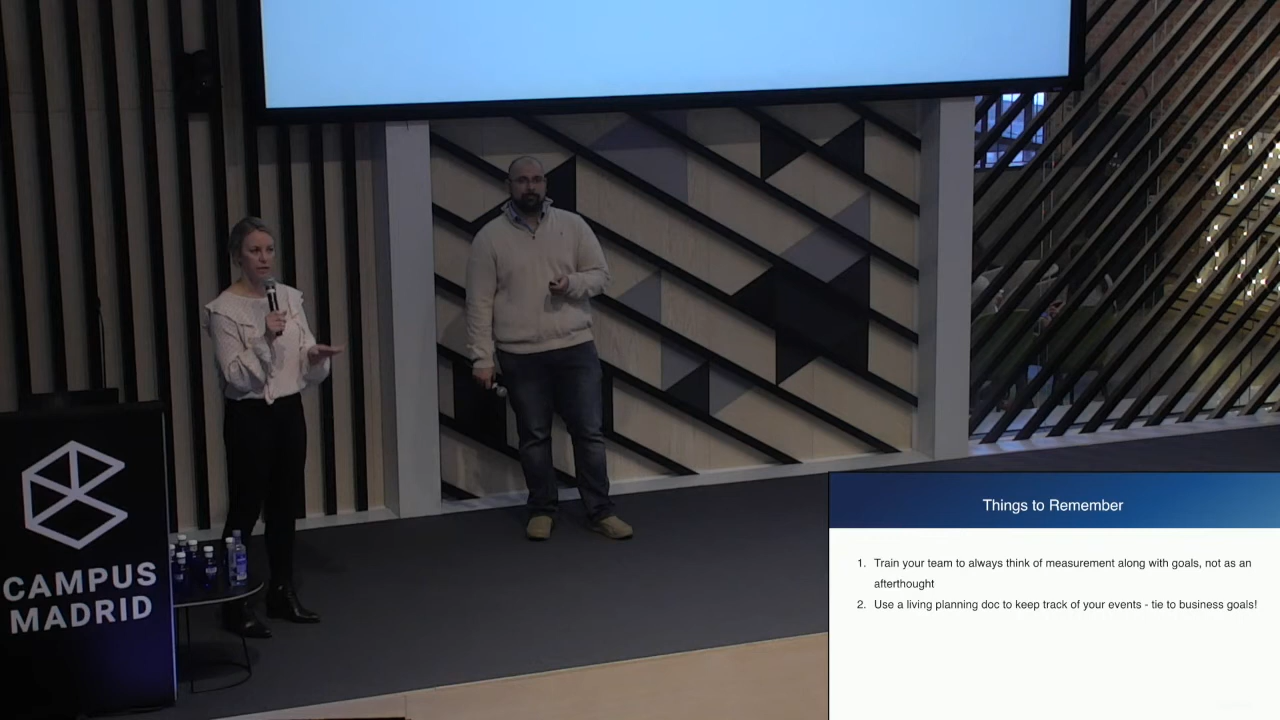 CAMPUS
MADRID
Things to Remember
1. Train your team to always think of measurement along with goals, not as an
afterthought
2. Use a living planning doc to keep track of your events - tie to business goals!